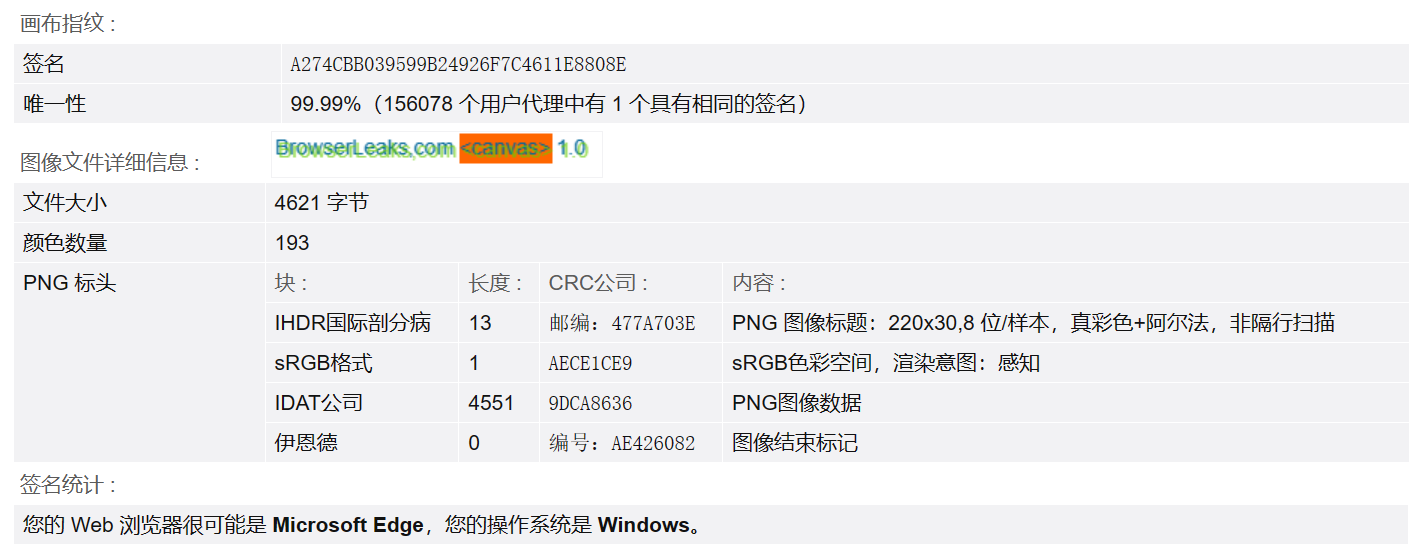 画布指纹：
签名 A274CBB039599B24926F7C4611E8808E
唯一性 99.99%（156078 个用户代理中有 1 个具有相同的签名）
图像文件详细信息： BrowserLeaks,com <canvas> 1.0
文件大小 4621 字节
颜色数量 193
PNG 标头 块： 长度： CRC公司： 内容：
IHDR国际剖分病 13 邮编：477A703E PNG 图像标题：220x30,8 位/样本，真彩色+阿尔法，非隔行扫描
sRGB格式 1 AECE1CE9 sRGB色彩空间，渲染意图：感知
IDAT公司 4551 9DCA8636 PNG图像数据
伊恩德 0 编号：AE426082 图像结束标记
签名统计：
您的 Web 浏览器很可能是 Microsoft Edge，您的操作系统是 Windows。